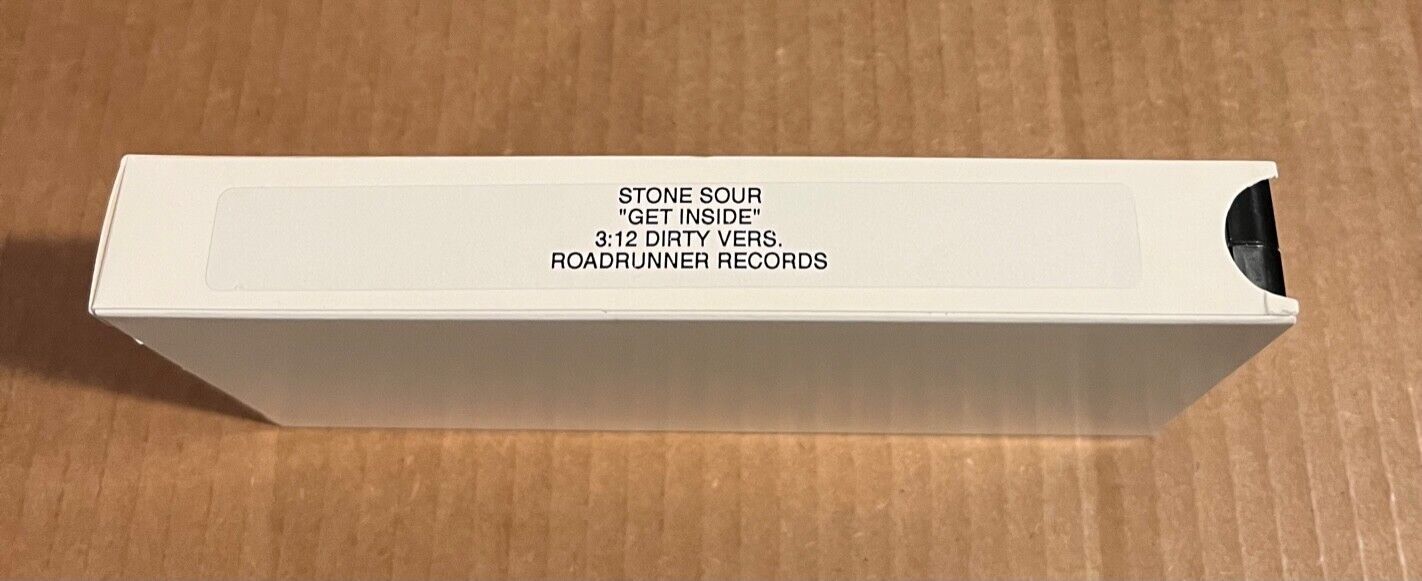 STONE SOUR
"GET INSIDE"
3:12 DIRTY VERS.
ROADRUNNER RECORDS